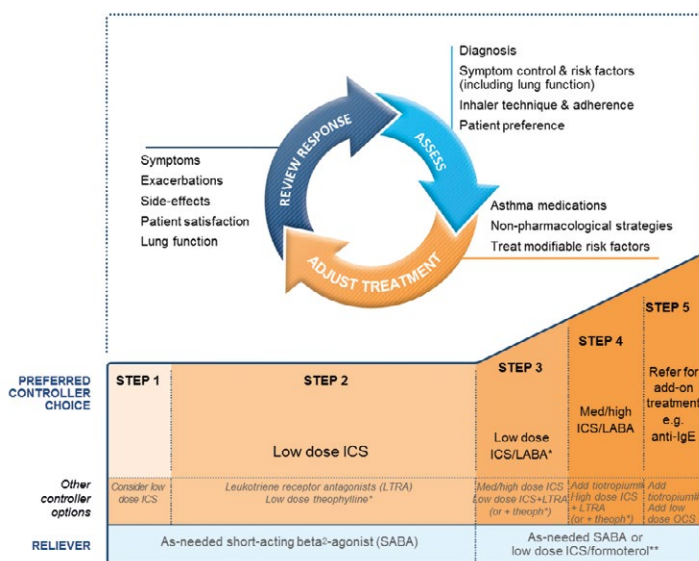 Diagnosis
Symptom control & risk factors
(including lung function)
Inhaler technique & adherence
Patient preference
REVIEW RESPONSE
ASSESS
ADJUST TREATMENT
Symptoms
Exacerbations
Side-effects
Patient satisfaction
Lung function
Asthma medications
Non-pharmacological strategies
Treat modifiable risk factors
PREFERRED
CONTROLLER
CHOICE
STEP 1
STEP 2
Low dose ICS
STEP 3
Low dose
ICS/LABA*
STEP 4
Med/high
ICS/LABA
STEP 5
Refer for
add-on
treatment
e.g.
anti-IgE
Other
controller
options
Consider low
dose ICS
Leukotriene receptor antagonists (LTRA)
Low dose theophylline*
Med/high dose ICS
Low dose ICS+LTRA
(or + theoph*)
Add tiotropium‡
High dose ICS
+ LTRA
(or + theoph*)
Add
tiotropium‡
Add low
dose OCS
RELIEVER
As-needed short-acting beta²-agonist (SABA)
As-needed SABA or
low dose ICS/formoterol**